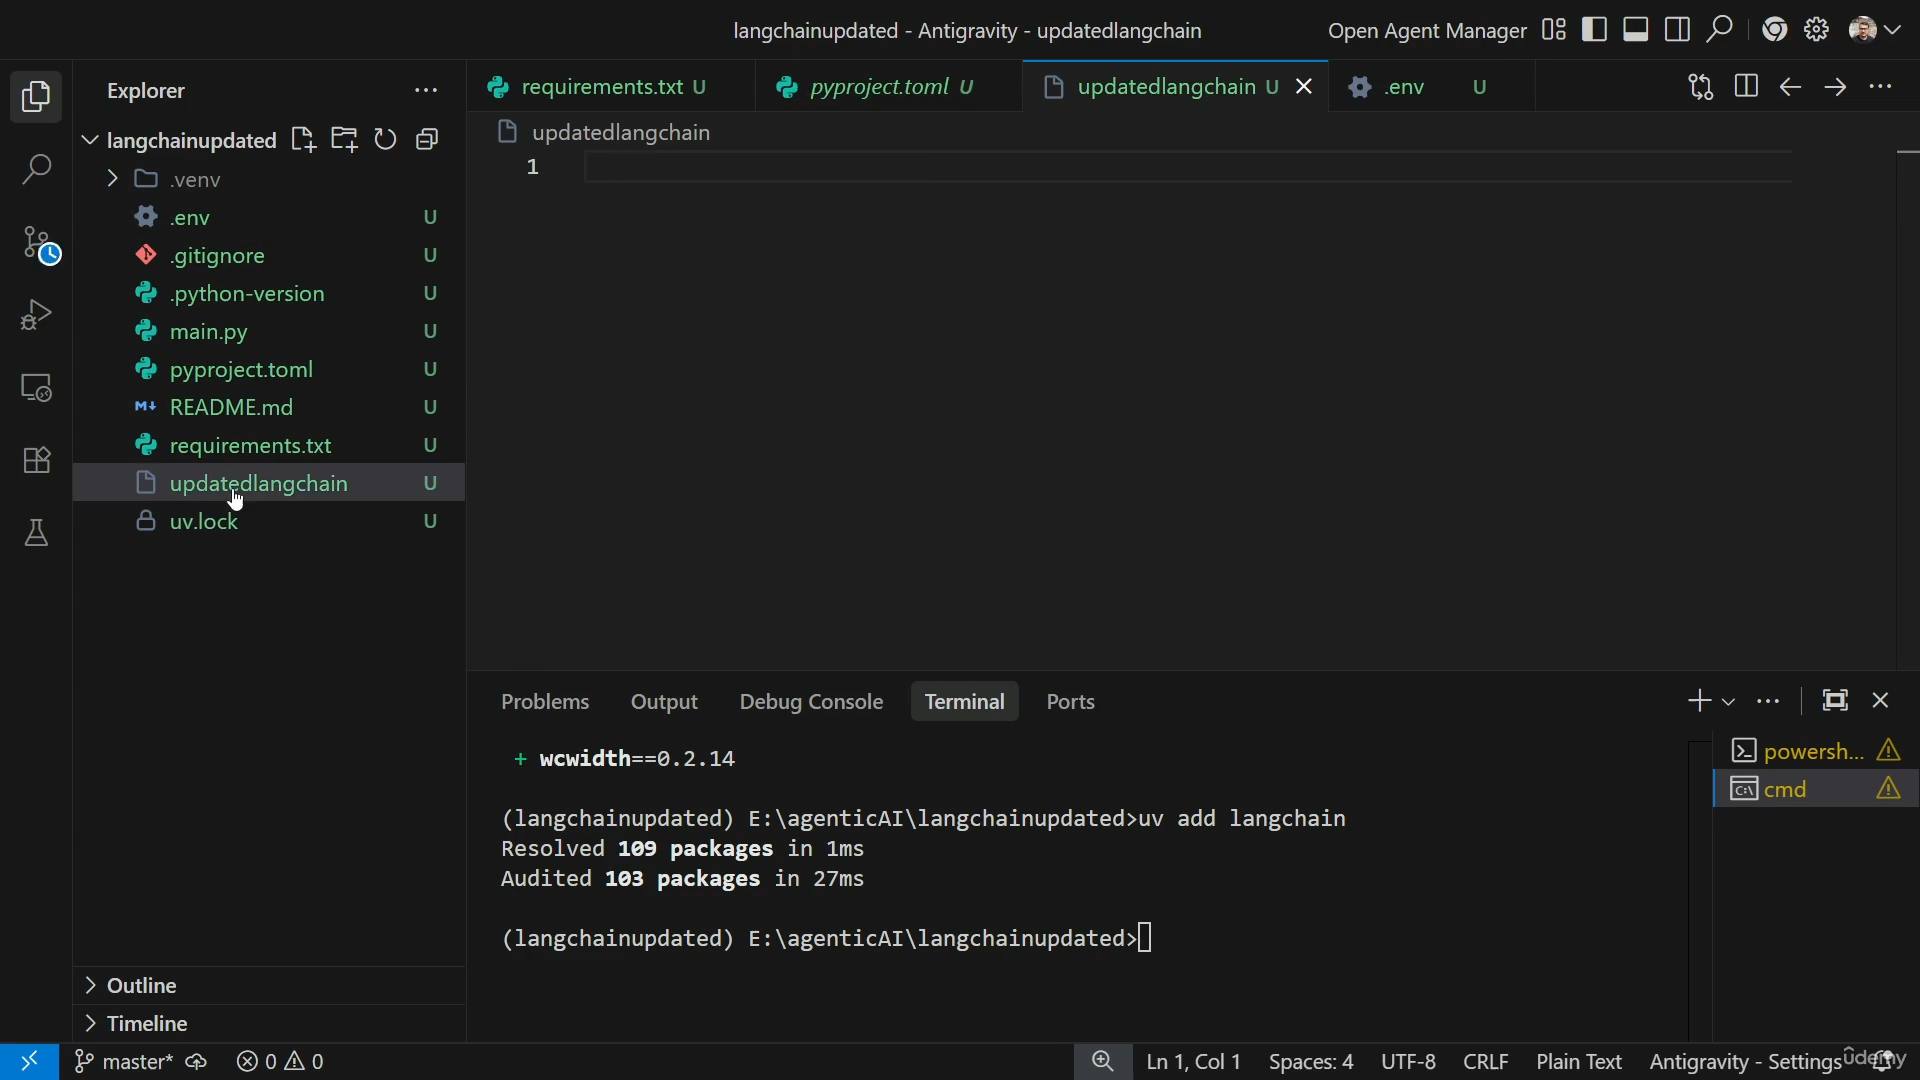 langchainupdated - Antigravity - updatedlangchain
Open Agent Manager
Explorer
langchainupdated
.venv
.env U
.gitignore U
.python-version U
main.py U
pyproject.toml U
README.md U
requirements.txt U
updatedlangchain U
uv.lock U
Outline
Timeline
requirements.txt U
pyproject.toml U
updatedlangchain U
.env U
updatedlangchain
1
Problems
Output
Debug Console
Terminal
Ports
+ wcwidth==0.2.14
(langchainupdated) E:\agenticAI\langchainupdated>uv add langchain
Resolved 109 packages in 1ms
Audited 103 packages in 27ms
(langchainupdated) E:\agenticAI\langchainupdated>
powersh...
cmd
master*
0
0
Ln 1, Col 1
Spaces: 4
UTF-8
CRLF
Plain Text
Antigravity - Settings
ûdemy